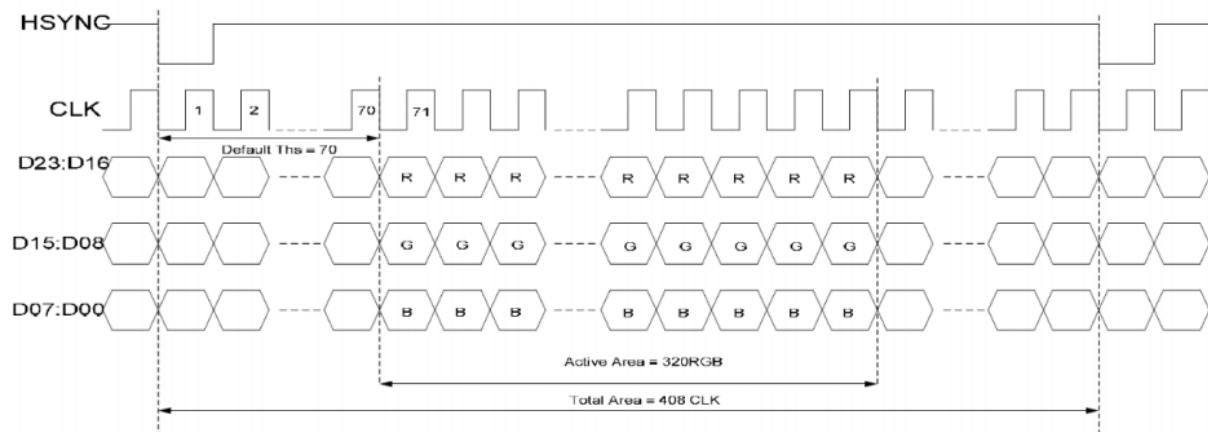 HSYNC
CLK 1 2 70 71
Default Ths = 70
D23:D16 R R R R R R R R
D15:D08 G G G G G G G G
D07:D00 B B B B B B B B
Active Area = 320RGB
Total Area = 408 CLK